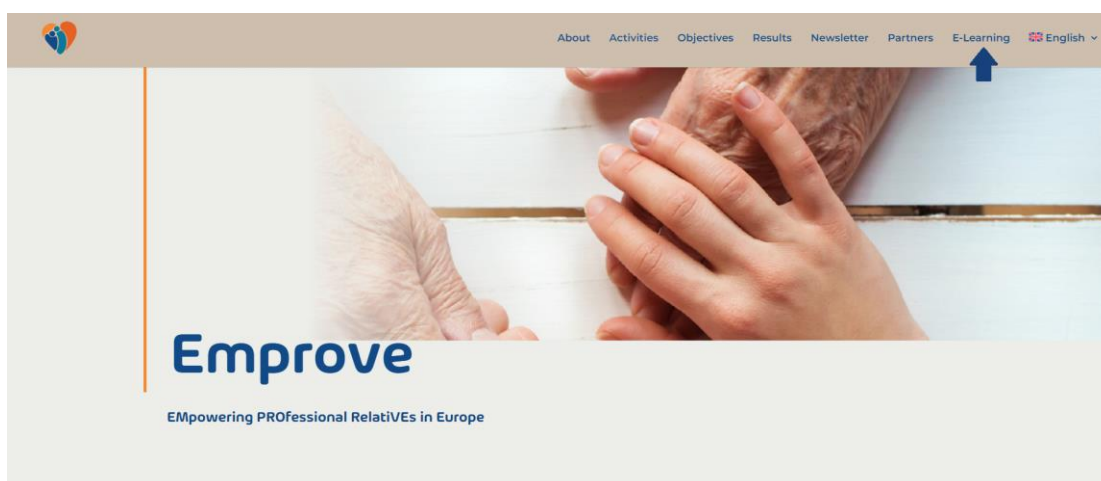 About Activities Objectives Results Newsletter Partners E-Learning English
Emprove
EMpowering PROfessional RelatiVEs in Europe